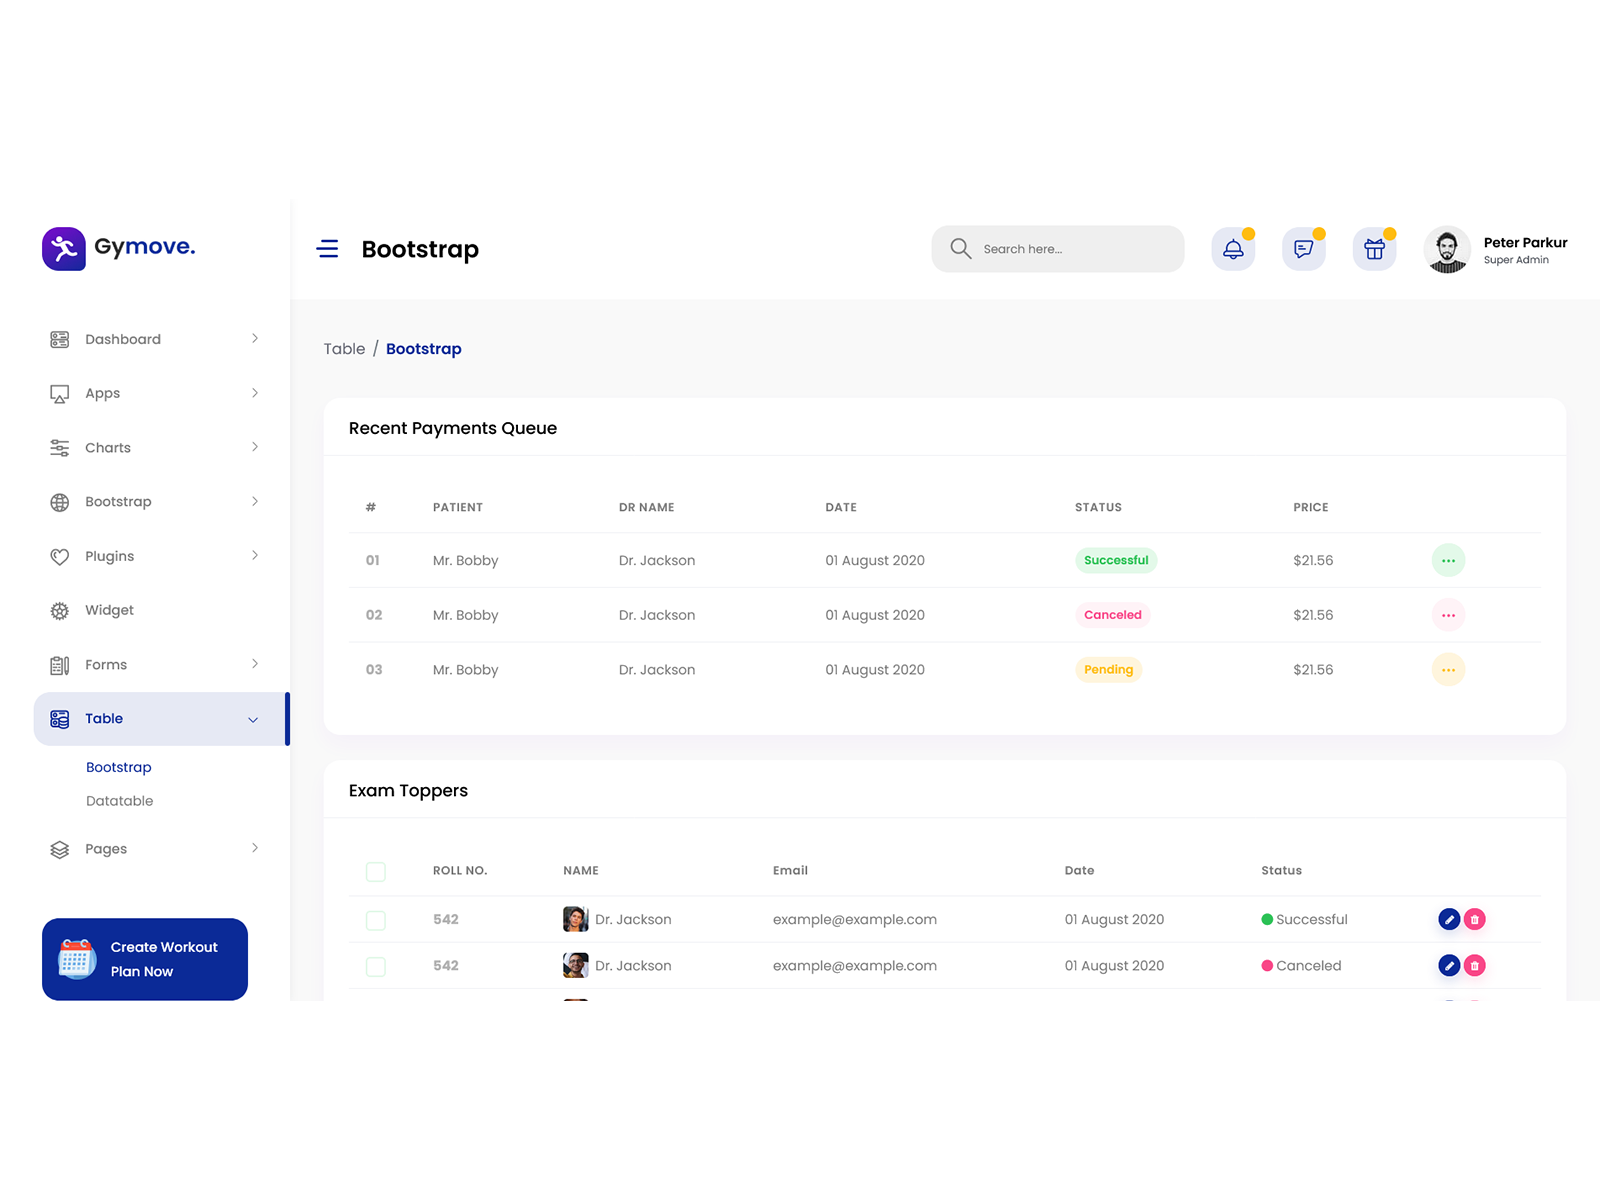 Gymove.
Bootstrap
Search here...
Peter Parkur
Super Admin
Dashboard
Apps
Charts
Bootstrap
Plugins
Widget
Forms
Table
Bootstrap
Datatable
Pages
Create Workout
Plan Now
Table / Bootstrap
Recent Payments Queue
# PATIENT DR NAME DATE STATUS PRICE
01 Mr. Bobby Dr. Jackson 01 August 2020 Successful $21.56
02 Mr. Bobby Dr. Jackson 01 August 2020 Canceled $21.56
03 Mr. Bobby Dr. Jackson 01 August 2020 Pending $21.56
Exam Toppers
ROLL NO. NAME Email Date Status
542 Dr. Jackson example@example.com 01 August 2020 Successful
542 Dr. Jackson example@example.com 01 August 2020 Canceled